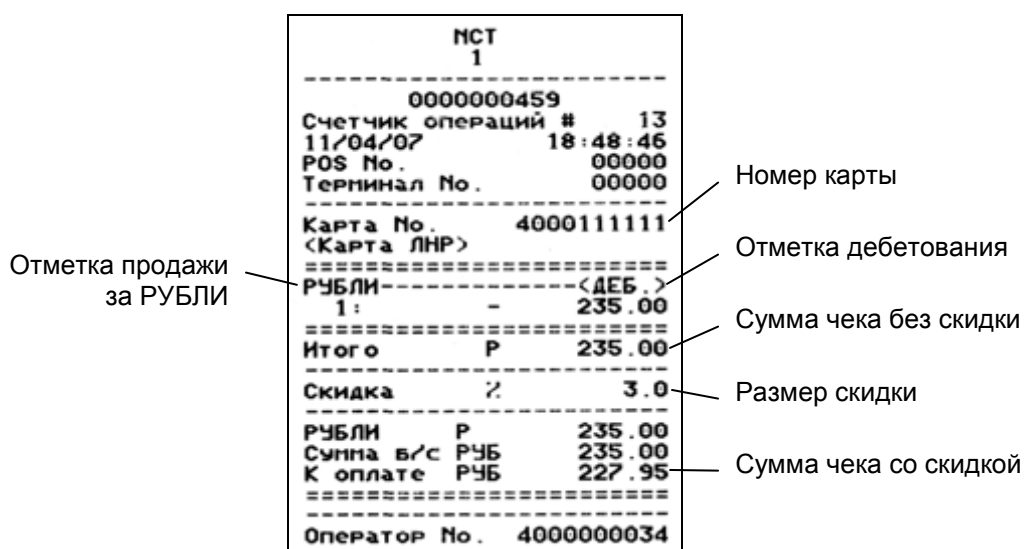 NCT
1
--------------------------
0000000459
Счетчик операций # 13
11/04/07 18:48:46
POS No. 00000
Терминал No. 00000
--------------------------
Карта No. 4000111111
<Карта ЛНР>
==========================
РУБЛИ--------------<ДЕБ.>
1: - 235.00
==========================
Итого Р 235.00
--------------------------
Скидка % 3.0
--------------------------
РУБЛИ Р 235.00
Сумма б/с РУБ 235.00
К оплате РУБ 227.95
==========================
--------------------------
Оператор No. 4000000034
Отметка продажи
за РУБЛИ
Номер карты
Отметка дебетования
Сумма чека без скидки
Размер скидки
Сумма чека со скидкой